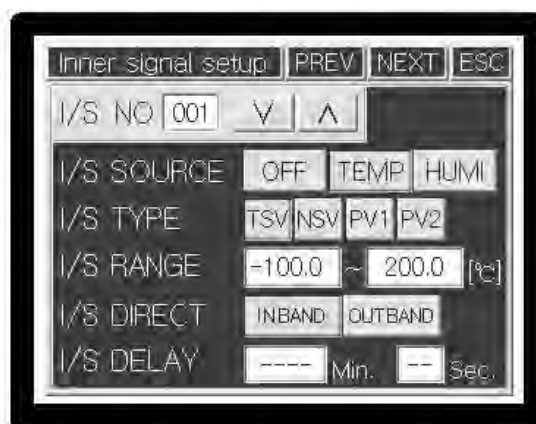 Inner signal setup PREV NEXT ESC
I/S NO 001 V Λ
I/S SOURCE OFF TEMP HUMI
I/S TYPE TSV NSV PV1 PV2
I/S RANGE -100.0 ~ 200.0 [℃]
I/S DIRECT INBAND OUTBAND
I/S DELAY ---- Min. -- Sec.